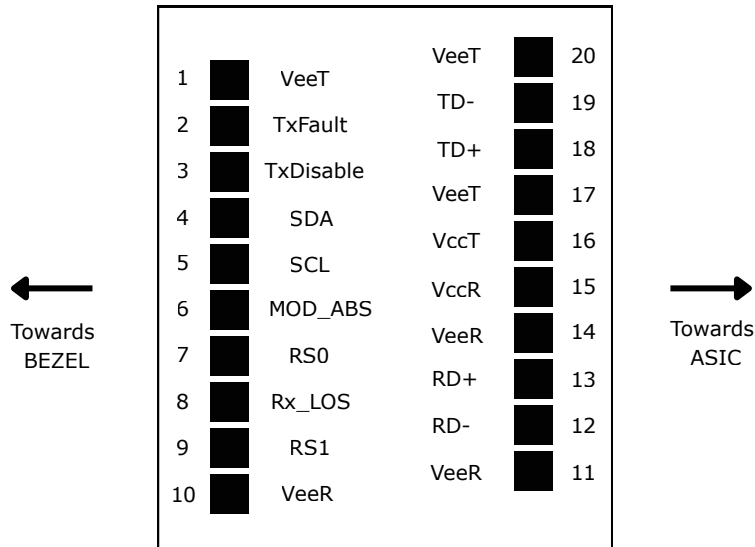 1 VeeT
2 TxFault
3 TxDisable
4 SDA
5 SCL
6 MOD_ABS
7 RS0
8 Rx_LOS
9 RS1
10 VeeR
VeeT 20
TD- 19
TD+ 18
VeeT 17
VccT 16
VccR 15
VeeR 14
RD+ 13
RD- 12
VeeR 11
Towards
BEZEL
Towards
ASIC